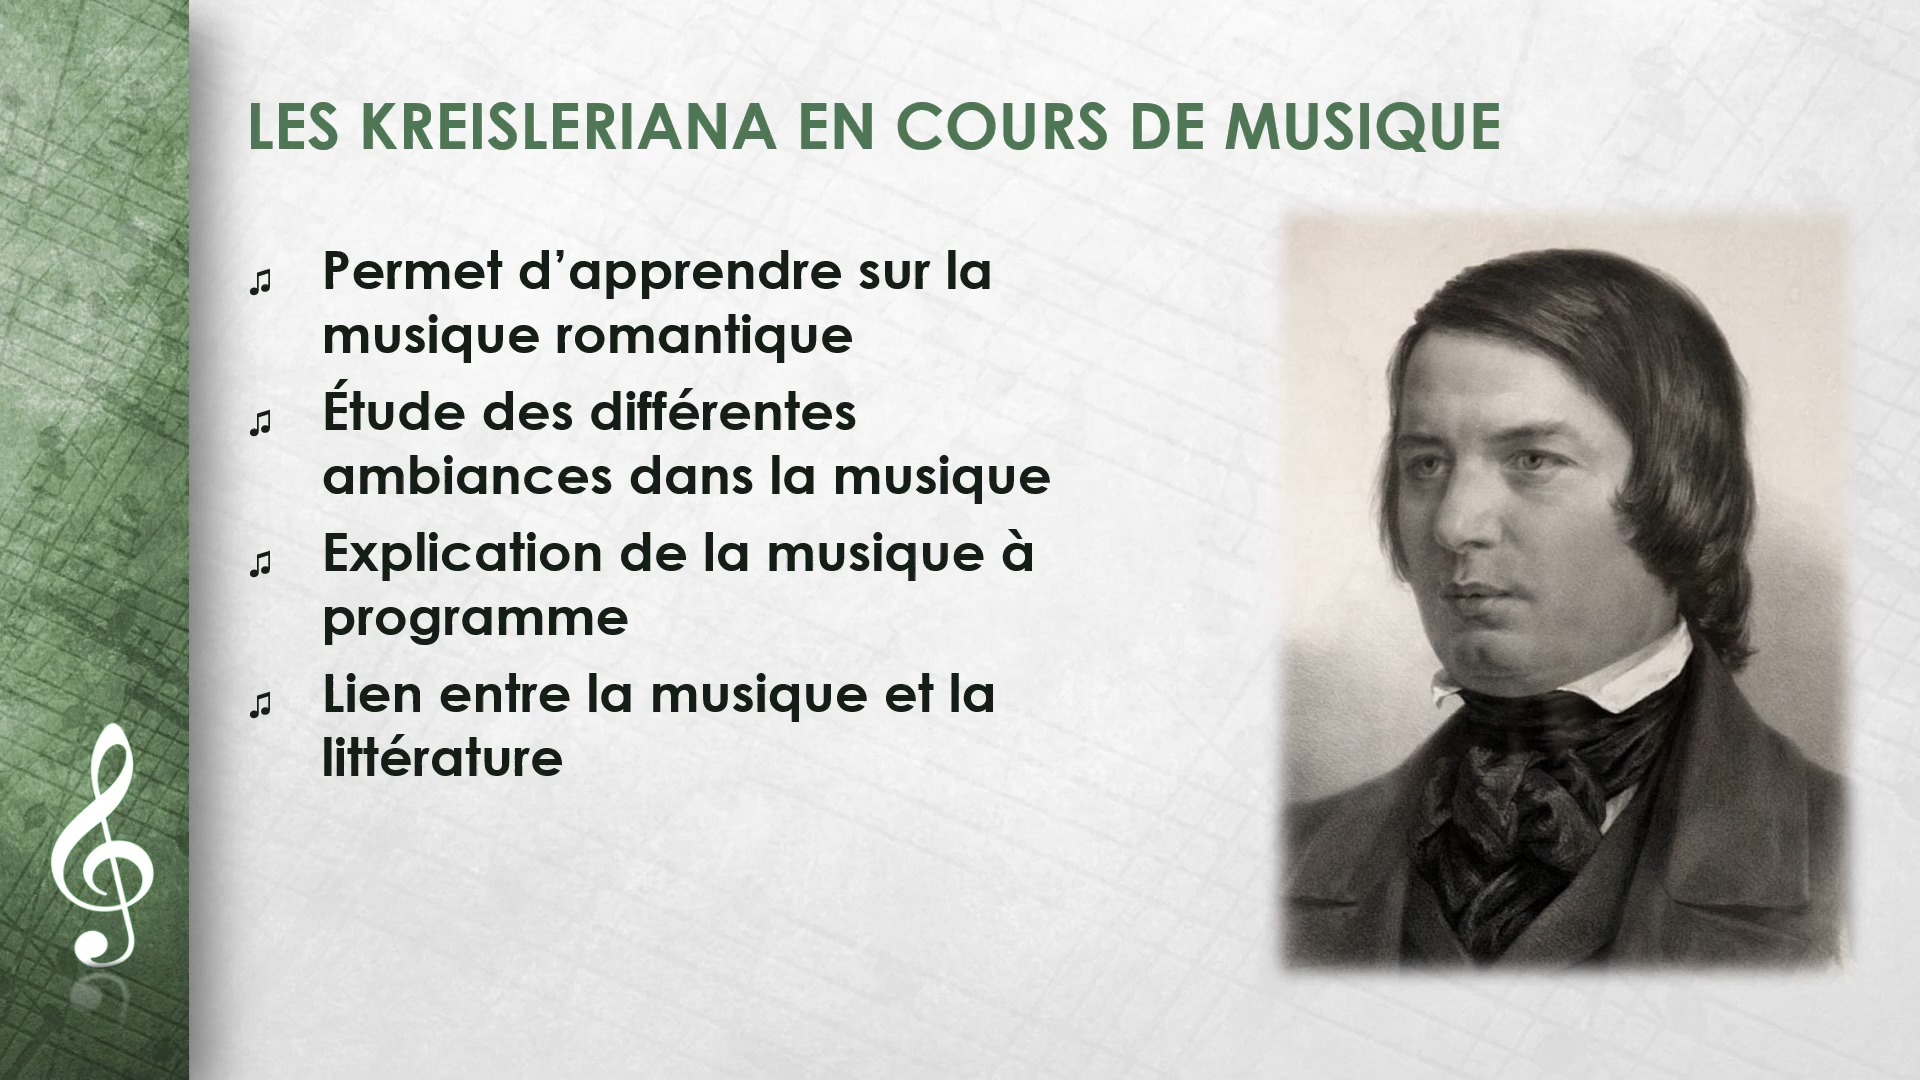 LES KREISLERIANA EN COURS DE MUSIQUE
♫ Permet d’apprendre sur la
musique romantique
♫ Étude des différentes
ambiances dans la musique
♫ Explication de la musique à
programme
♫ Lien entre la musique et la
littérature